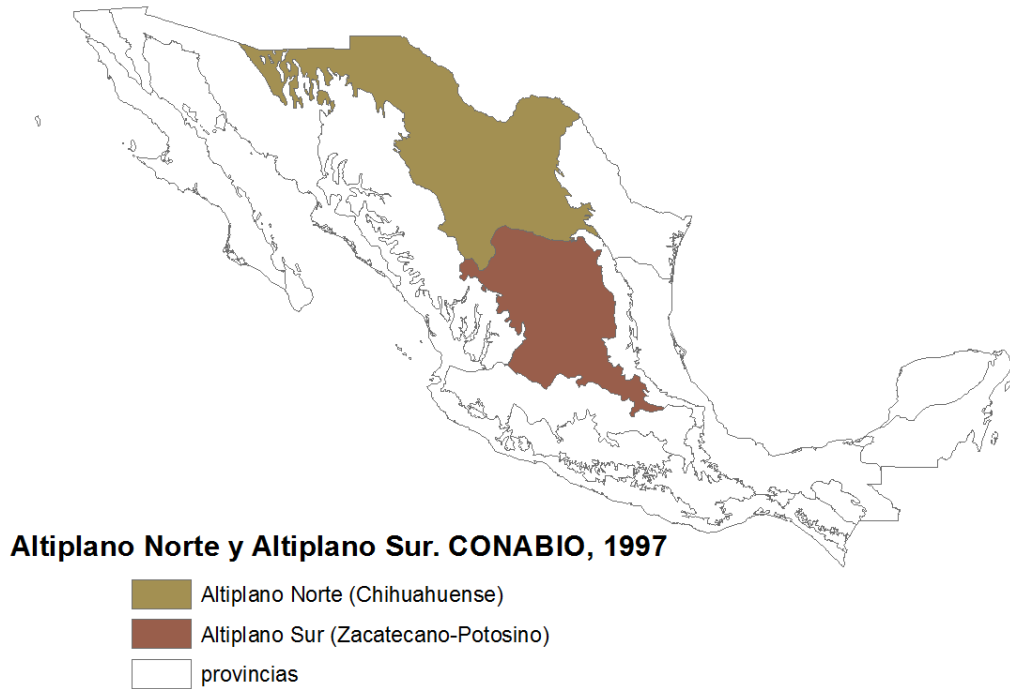 Altiplano Norte y Altiplano Sur. CONABIO, 1997
Altiplano Norte (Chihuahuense)
Altiplano Sur (Zacatecano-Potosino)
provincias